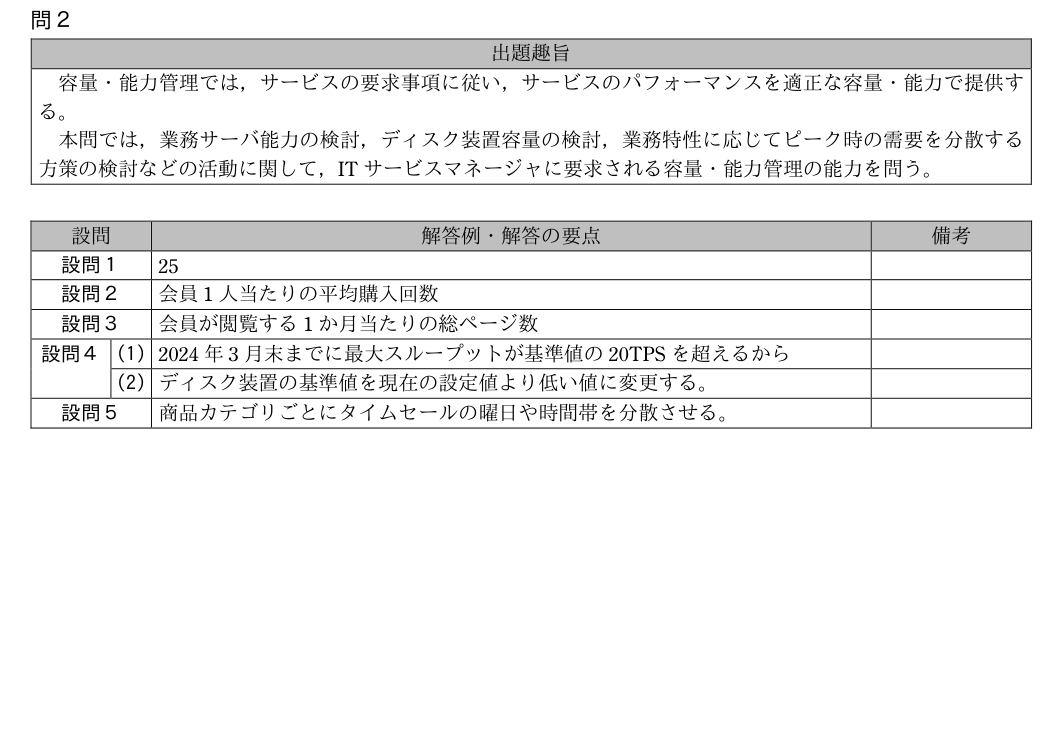 問２
出題趣旨
容量・能力管理では，サービスの要求事項に従い，サービスのパフォーマンスを適正な容量・能力で提供す
る。
本問では，業務サーバ能力の検討，ディスク装置容量の検討，業務特性に応じてピーク時の需要を分散する
方策の検討などの活動に関して，IT サービスマネージャに要求される容量・能力管理の能力を問う。
設問 解答例・解答の要点 備考
設問１ 25
設問２ 会員 1 人当たりの平均購入回数
設問３ 会員が閲覧する 1 か月当たりの総ページ数
設問４ (1) 2024 年 3 月末までに最大スループットが基準値の 20TPS を超えるから
(2) ディスク装置の基準値を現在の設定値より低い値に変更する。
設問５ 商品カテゴリごとにタイムセールの曜日や時間帯を分散させる。